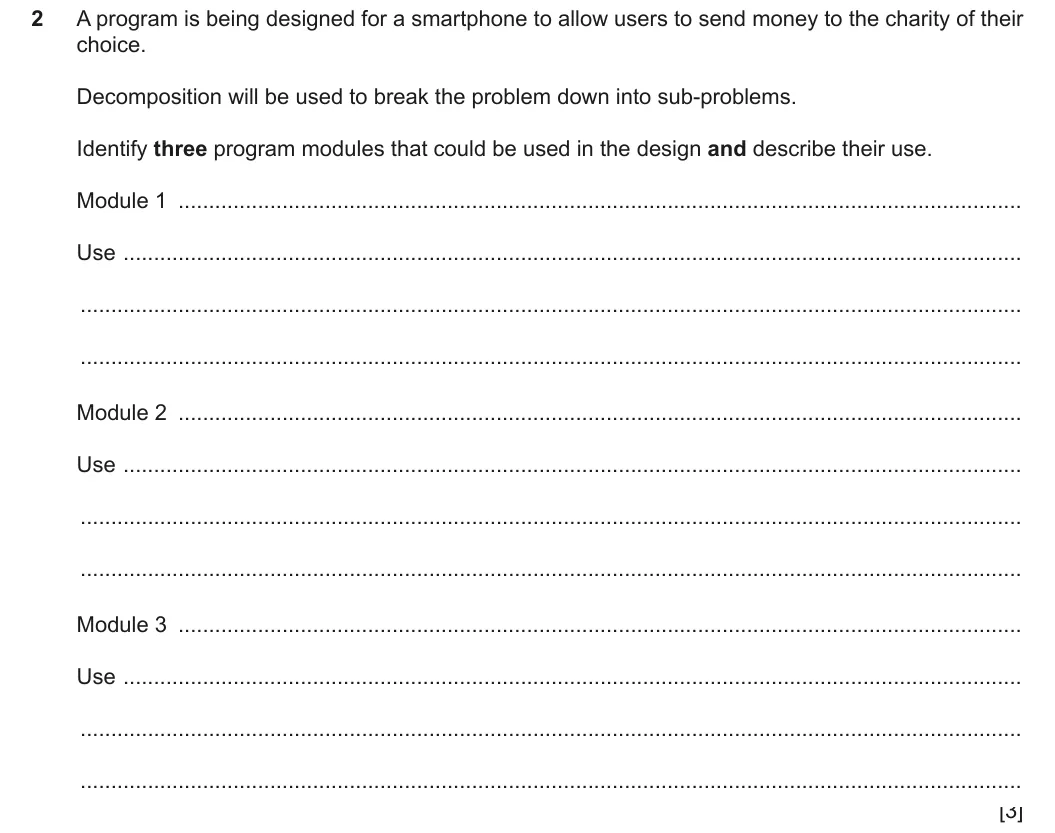 2 A program is being designed for a smartphone to allow users to send money to the charity of their
choice.
Decomposition will be used to break the problem down into sub-problems.
Identify three program modules that could be used in the design and describe their use.
Module 1 ..........................................................................................................................................
Use ...................................................................................................................................................
..........................................................................................................................................................
..........................................................................................................................................................
Module 2 ..........................................................................................................................................
Use ...................................................................................................................................................
..........................................................................................................................................................
..........................................................................................................................................................
Module 3 ..........................................................................................................................................
Use ...................................................................................................................................................
..........................................................................................................................................................
..........................................................................................................................................................
[3]